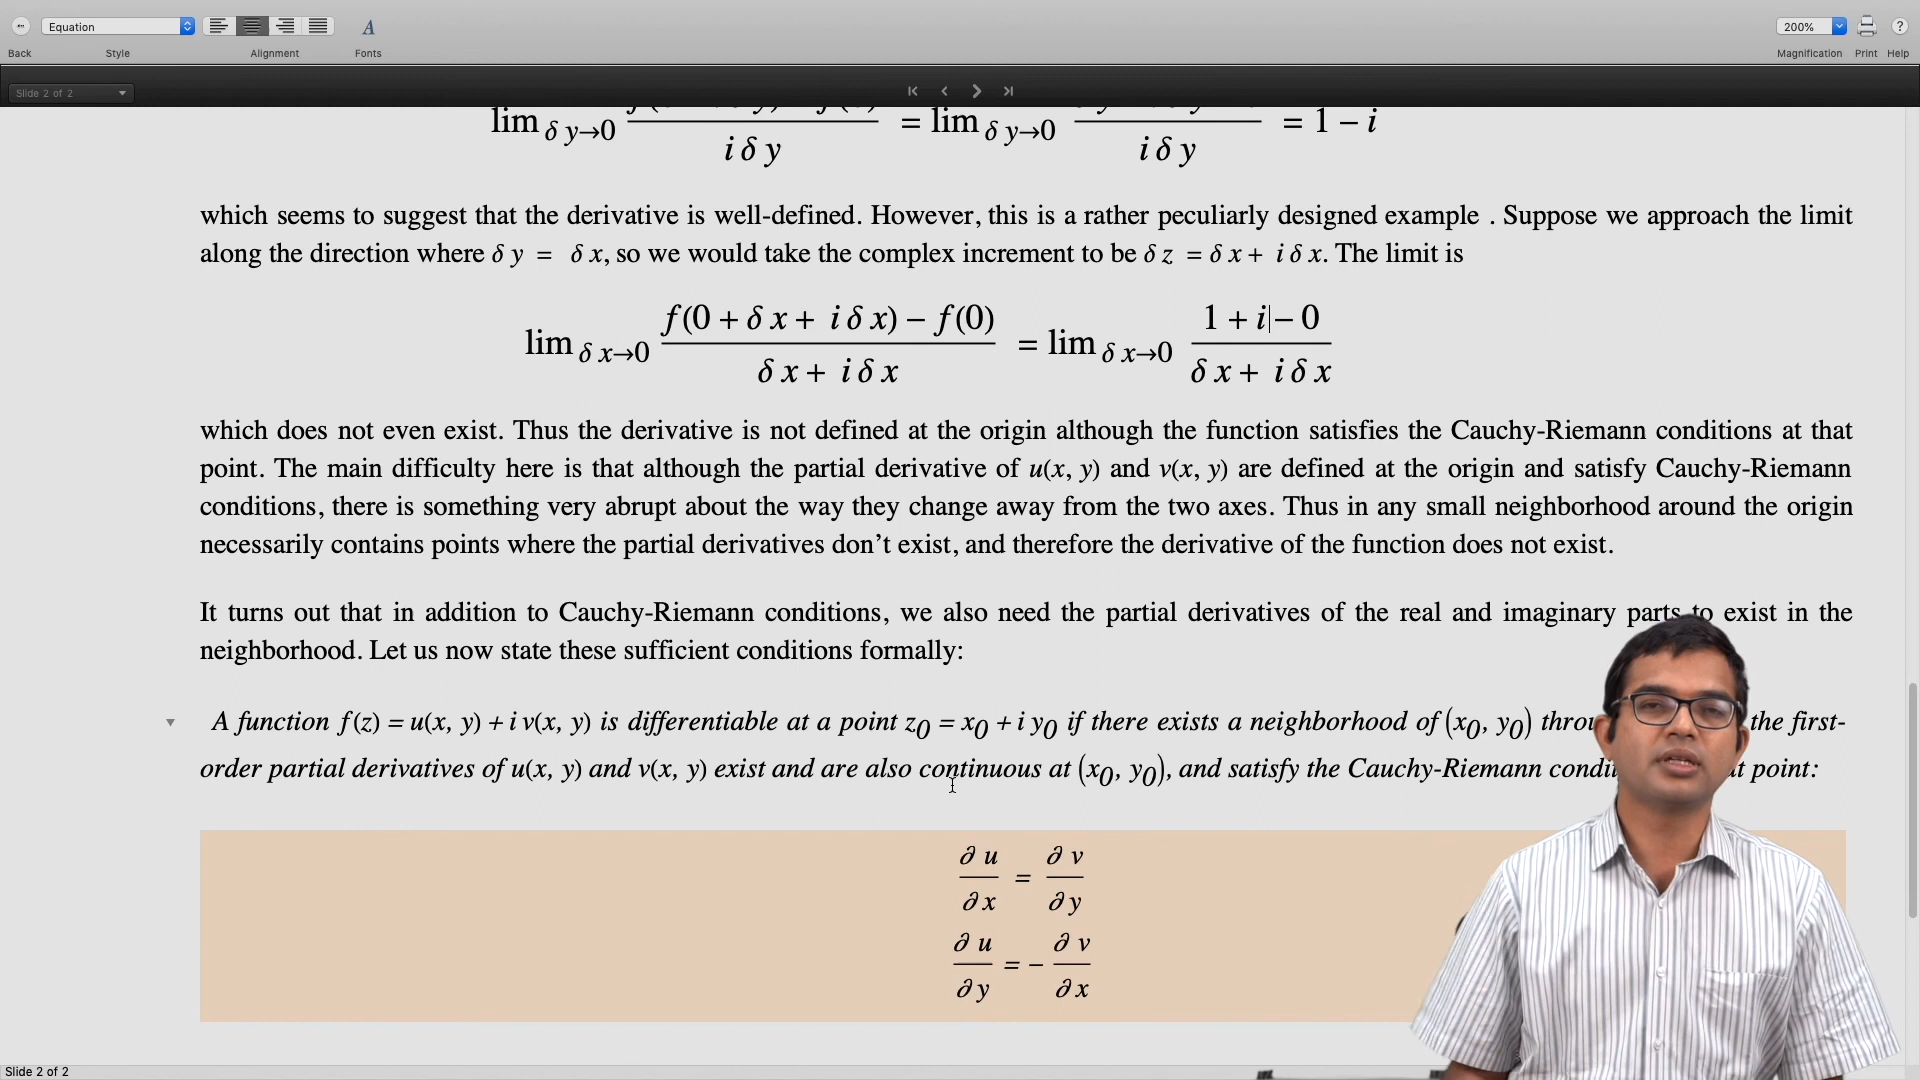 Equation
200%
Back
Style
Alignment
Fonts
Magnification
Print
Help
Slide 2 of 2
lim δ y→0
i δ y
= lim δ y→0
i δ y
= 1 − i
which seems to suggest that the derivative is well-defined. However, this is a rather peculiarly designed example . Suppose we approach the limit
along the direction where δ y = δ x, so we would take the complex increment to be δ z = δ x + i δ x. The limit is
lim δ x→0 f(0 + δ x + i δ x) − f(0) / δ x + i δ x = lim δ x→0 1 + i − 0 / δ x + i δ x
which does not even exist. Thus the derivative is not defined at the origin although the function satisfies the Cauchy-Riemann conditions at that
point. The main difficulty here is that although the partial derivative of u(x, y) and v(x, y) are defined at the origin and satisfy Cauchy-Riemann
conditions, there is something very abrupt about the way they change away from the two axes. Thus in any small neighborhood around the origin
necessarily contains points where the partial derivatives don't exist, and therefore the derivative of the function does not exist.
It turns out that in addition to Cauchy-Riemann conditions, we also need the partial derivatives of the real and imaginary parts to exist in the
neighborhood. Let us now state these sufficient conditions formally:
A function f(z) = u(x, y) + i v(x, y) is differentiable at a point z0 = x0 + i y0 if there exists a neighborhood of (x0, y0) the first-
order partial derivatives of u(x, y) and v(x, y) exist and are also continuous at (x0, y0), and satisfy the Cauchy-Riemann point:
∂ u / ∂ x = ∂ v / ∂ y
∂ u / ∂ y = − ∂ v / ∂ x
Slide 2 of 2